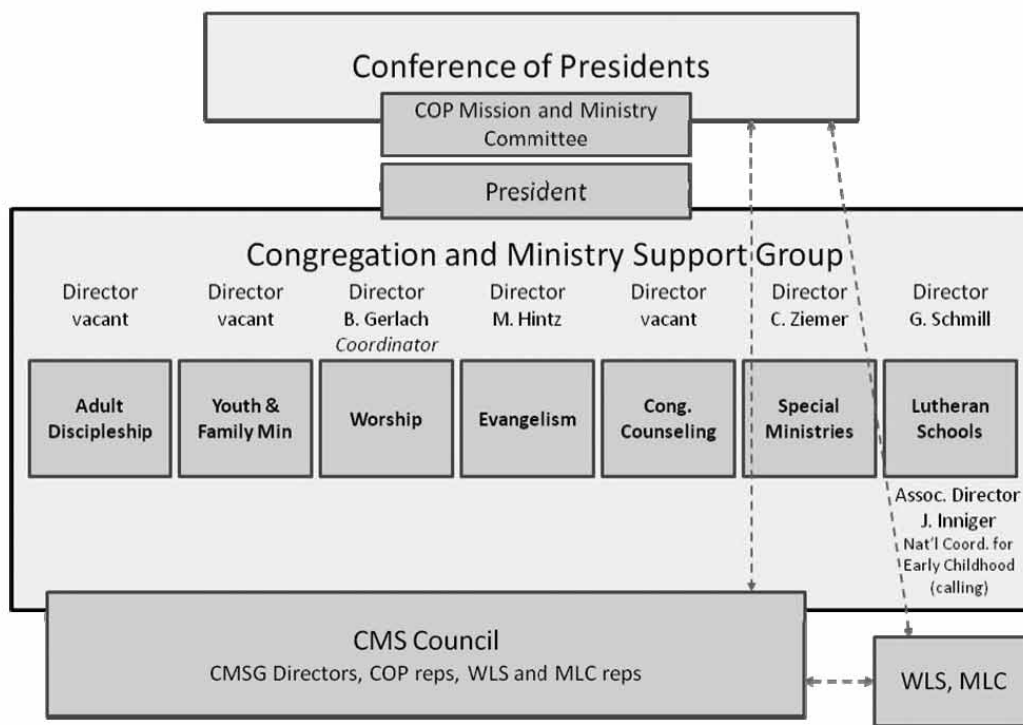 Conference of Presidents
COP Mission and Ministry
Committee
President
Congregation and Ministry Support Group
Director
vacant
Director
vacant
Director
B. Gerlach
Coordinator
Director
M. Hintz
Director
vacant
Director
C. Ziemer
Director
G. Schmill
Adult
Discipleship
Youth &
Family Min
Worship
Evangelism
Cong.
Counseling
Special
Ministries
Lutheran
Schools
Assoc. Director
J. Inniger
Nat'l Coord. for
Early Childhood
(calling)
CMS Council
CMSG Directors, COP reps, WLS and MLC reps
WLS, MLC